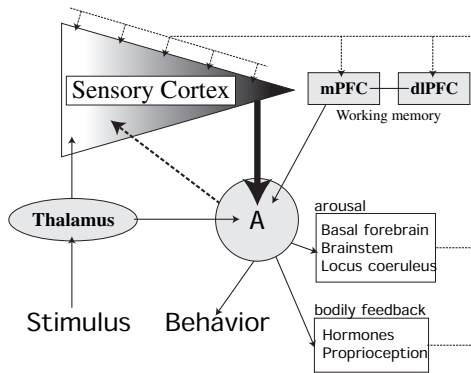 Sensory Cortex
mPFC
dlPFC
Working memory
Thalamus
A
arousal
Basal forebrain
Brainstem
Locus coeruleus
Stimulus
Behavior
bodily feedback
Hormones
Proprioception